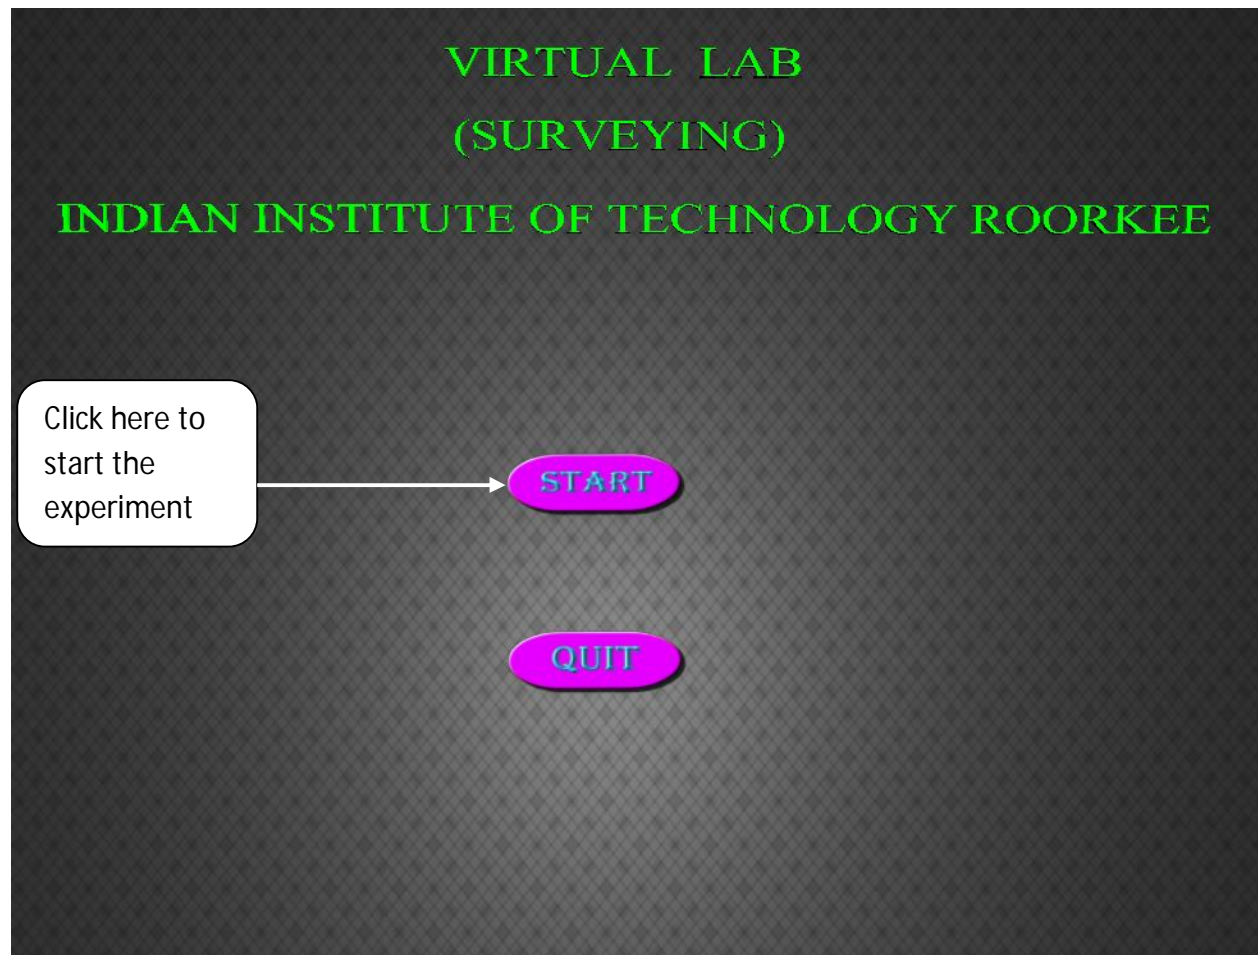 VIRTUAL LAB
(SURVEYING)
INDIAN INSTITUTE OF TECHNOLOGY ROORKEE
Click here to
start the
experiment
START
QUIT